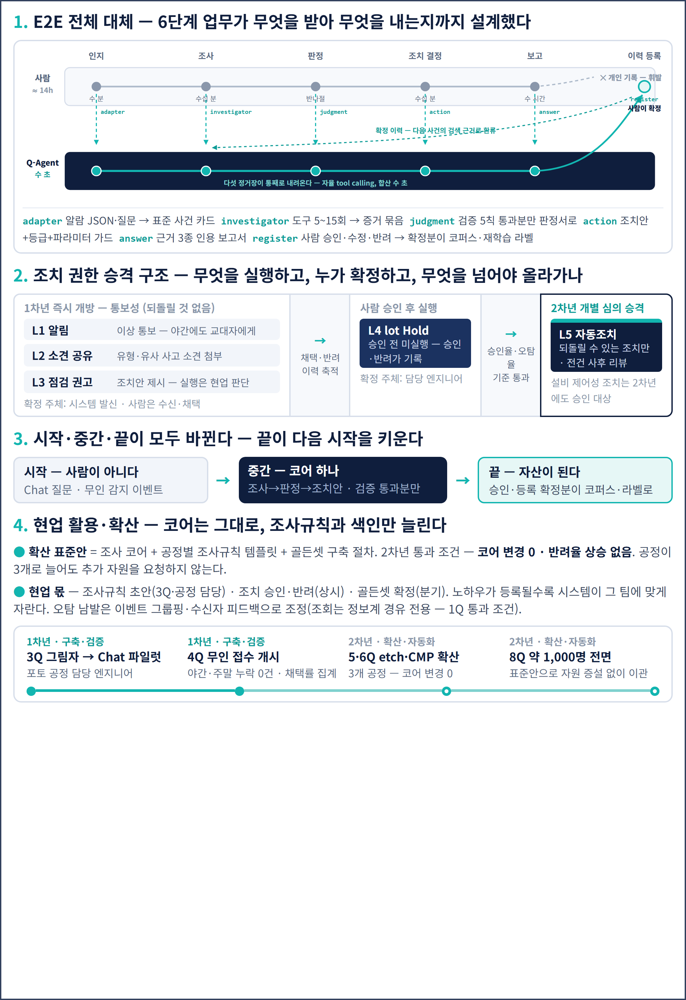 1. E2E 전체 대체 — 6단계 업무가 무엇을 받아 무엇을 내는지까지 설계했다
인지 조사 판정 조치 결정 보고 이력 등록
사람
≈ 14h
× 개인 기록 — 휘발
수 분 수십 분 반나절 수십 분 수 시간
register
사람이 확정
adapter investigator judgment action answer
확정 이력 — 다음 사건의 검색 근거로 환류
Q-Agent
수 초
다섯 정거장이 통째로 내려온다 — 자율 tool calling, 합산 수 초
adapter 알람 JSON·질문 → 표준 사건 카드 investigator 도구 5~15회 → 증거 묶음 judgment 검증 5칙 통과분만 판정서로 action 조치안
+등급+파라미터 가드 answer 근거 3종 인용 보고서 register 사람 승인·수정·반려 → 확정분이 코퍼스·재학습 라벨
2. 조치 권한 승격 구조 — 무엇을 실행하고, 누가 확정하고, 무엇을 넘어야 올라가나
1차년 즉시 개방 — 통보성 (되돌릴 것 없음)
L1 알림 이상 통보 — 야간에도 교대자에게
L2 소견 공유 유형·유사 사고 소견 첨부
L3 점검 권고 조치안 제시 — 실행은 현업 판단
확정 주체: 시스템 발신 · 사람은 수신·채택
→
채택·반려
이력 축적
사람 승인 후 실행
L4 lot Hold
승인 전 미실행 — 승인
·반려가 기록
확정 주체: 담당 엔지니어
→
승인율·오탐
율
기준 통과
2차년 개별 심의 승격
L5 자동조치
되돌릴 수 있는 조치만
· 전건 사후 리뷰
설비 제어성 조치는 2차년
에도 승인 대상
3. 시작·중간·끝이 모두 바뀐다 — 끝이 다음 시작을 키운다
시작 — 사람이 아니다
Chat 질문 · 무인 감지 이벤트
→
중간 — 코어 하나
조사→판정→조치안 · 검증 통과분만
→
끝 — 자산이 된다
승인·등록 확정분이 코퍼스·라벨로
4. 현업 활용·확산 — 코어는 그대로, 조사규칙과 색인만 늘린다
● 확산 표준안 = 조사 코어 + 공정별 조사규칙 템플릿 + 골든셋 구축 절차. 2차년 통과 조건 — 코어 변경 0 · 반려율 상승 없음. 공정이
3개로 늘어도 추가 자원을 요청하지 않는다.
● 현업 몫 — 조사규칙 초안(3Q·공정 담당) · 조치 승인·반려(상시) · 골든셋 확정(분기). 노하우가 등록될수록 시스템이 그 팀에 맞게
자란다. 오탐 남발은 이벤트 그룹핑·수신자 피드백으로 조정(조회는 정보계 경유 전용 — 1Q 통과 조건).
1차년 · 구축·검증
3Q 그림자 → Chat 파일럿
포토 공정 담당 엔지니어
1차년 · 구축·검증
4Q 무인 접수 개시
야간·주말 누락 0건 · 채택률 집계
2차년 · 확산·자동화
5·6Q etch·CMP 확산
3개 공정 — 코어 변경 0
2차년 · 확산·자동화
8Q 약 1,000명 전면
표준안으로 자원 증설 없이 이관